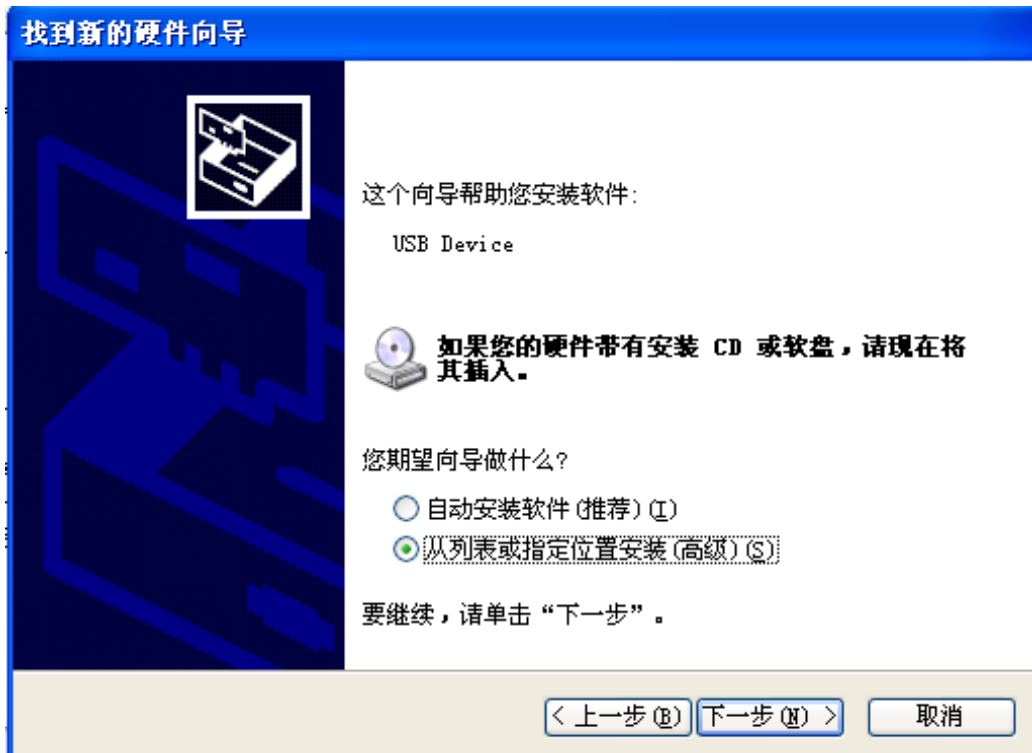 找到新的硬件向导
这个向导帮助您安装软件:
USB Device
如果您的硬件带有安装 CD 或软盘，请现在将
其插入。
您期望向导做什么?
自动安装软件(推荐)(I)
从列表或指定位置安装(高级)(S)
要继续，请单击“下一步”。
< 上一步(B) 下一步(N) > 取消